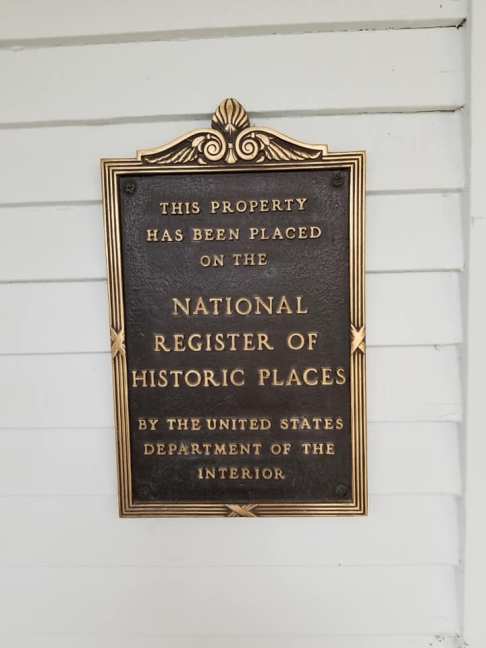 THIS PROPERTY
HAS BEEN PLACED
ON THE
NATIONAL
REGISTER OF
HISTORIC PLACES
BY THE UNITED STATES
DEPARTMENT OF THE
INTERIOR